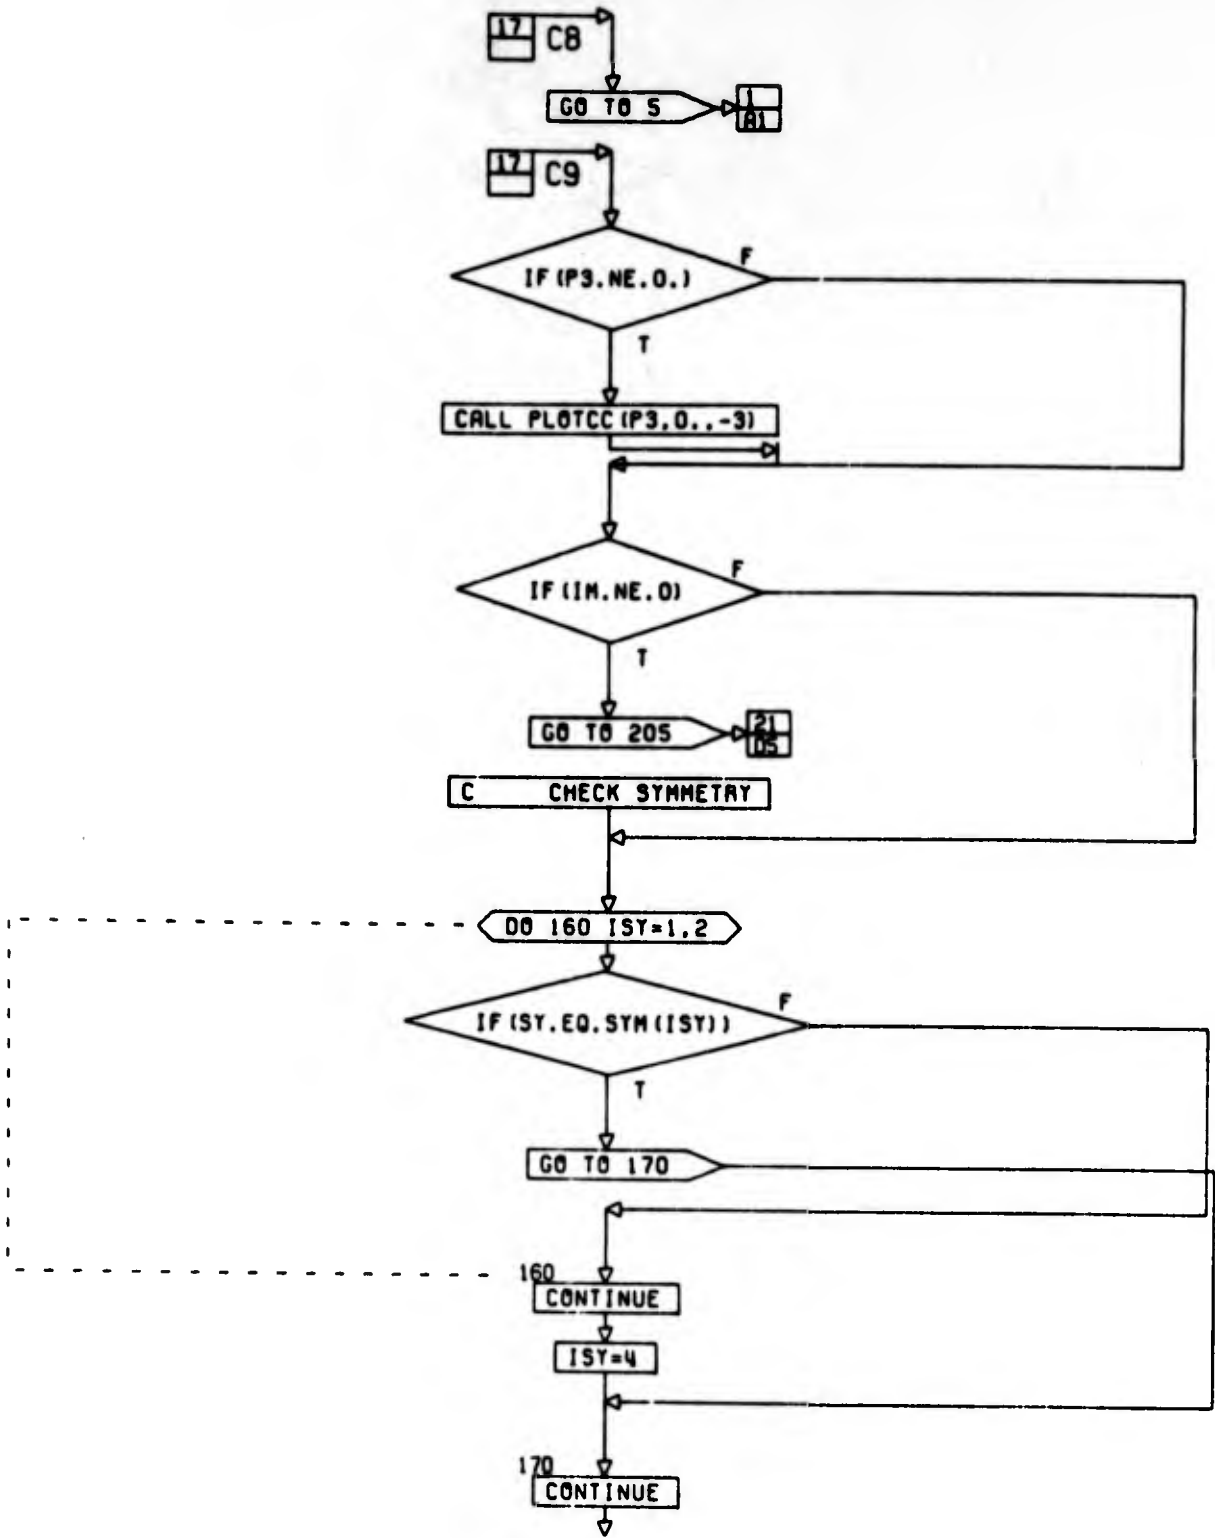 17 C8
GO TO 5
1
A1
17 C9
IF(P3.NE.0.)
F
T
CALL PLOTCC(P3,0.,-3)
IF(IM.NE.0)
F
T
GO TO 205
21
D5
C CHECK SYMMETRY
DO 160 ISY=1,2
IF(SY.EQ.SYM(ISY))
F
T
GO TO 170
160
CONTINUE
ISY=4
170
CONTINUE